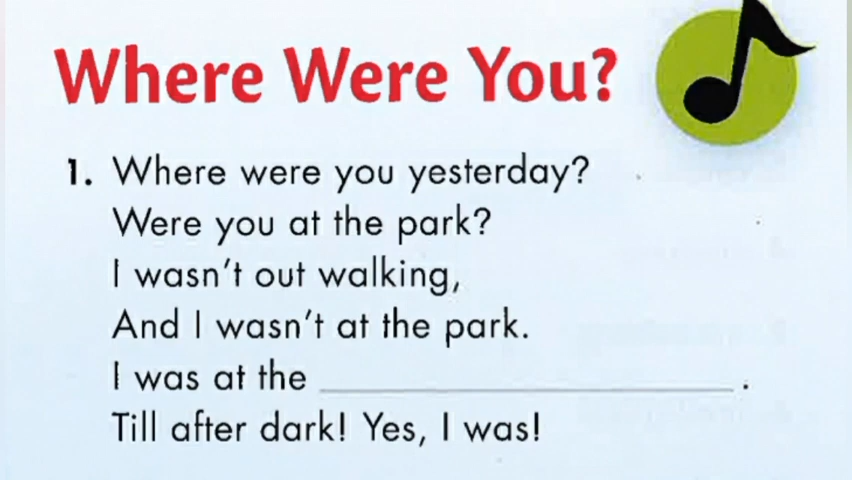 Where Were You?
1. Where were you yesterday?
Were you at the park?
I wasn't out walking,
And I wasn't at the park.
I was at the ____________________.
Till after dark! Yes, I was!